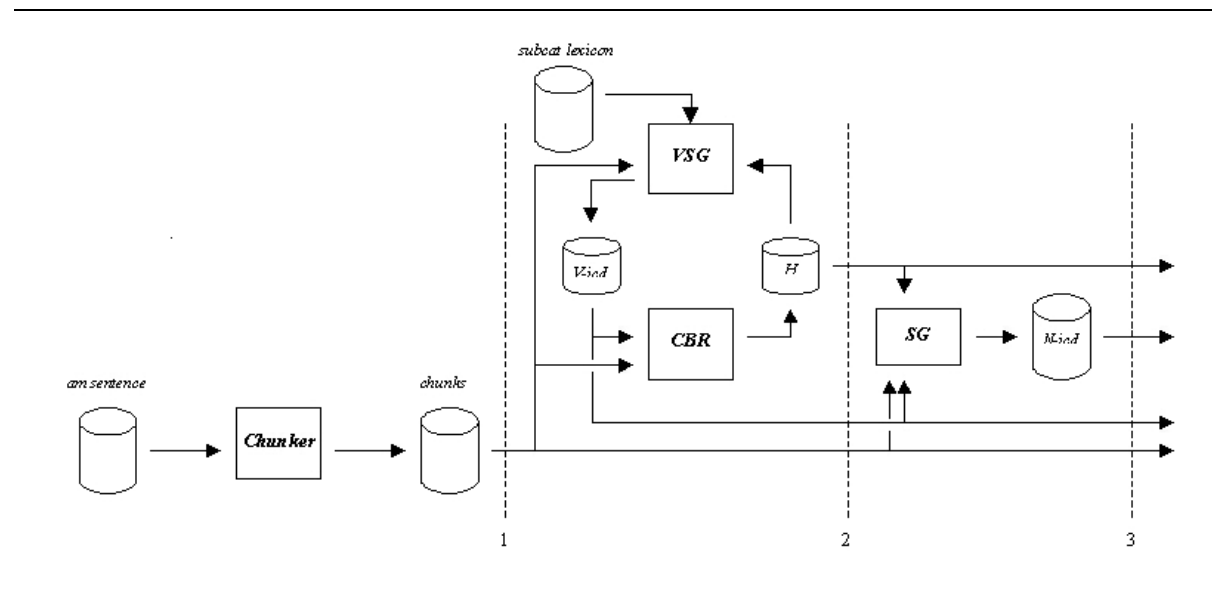 subcat lexicon
VSG
V-icd
H
CBR
SG
N-icd
am sentence
chunks
Chunker
1
2
3